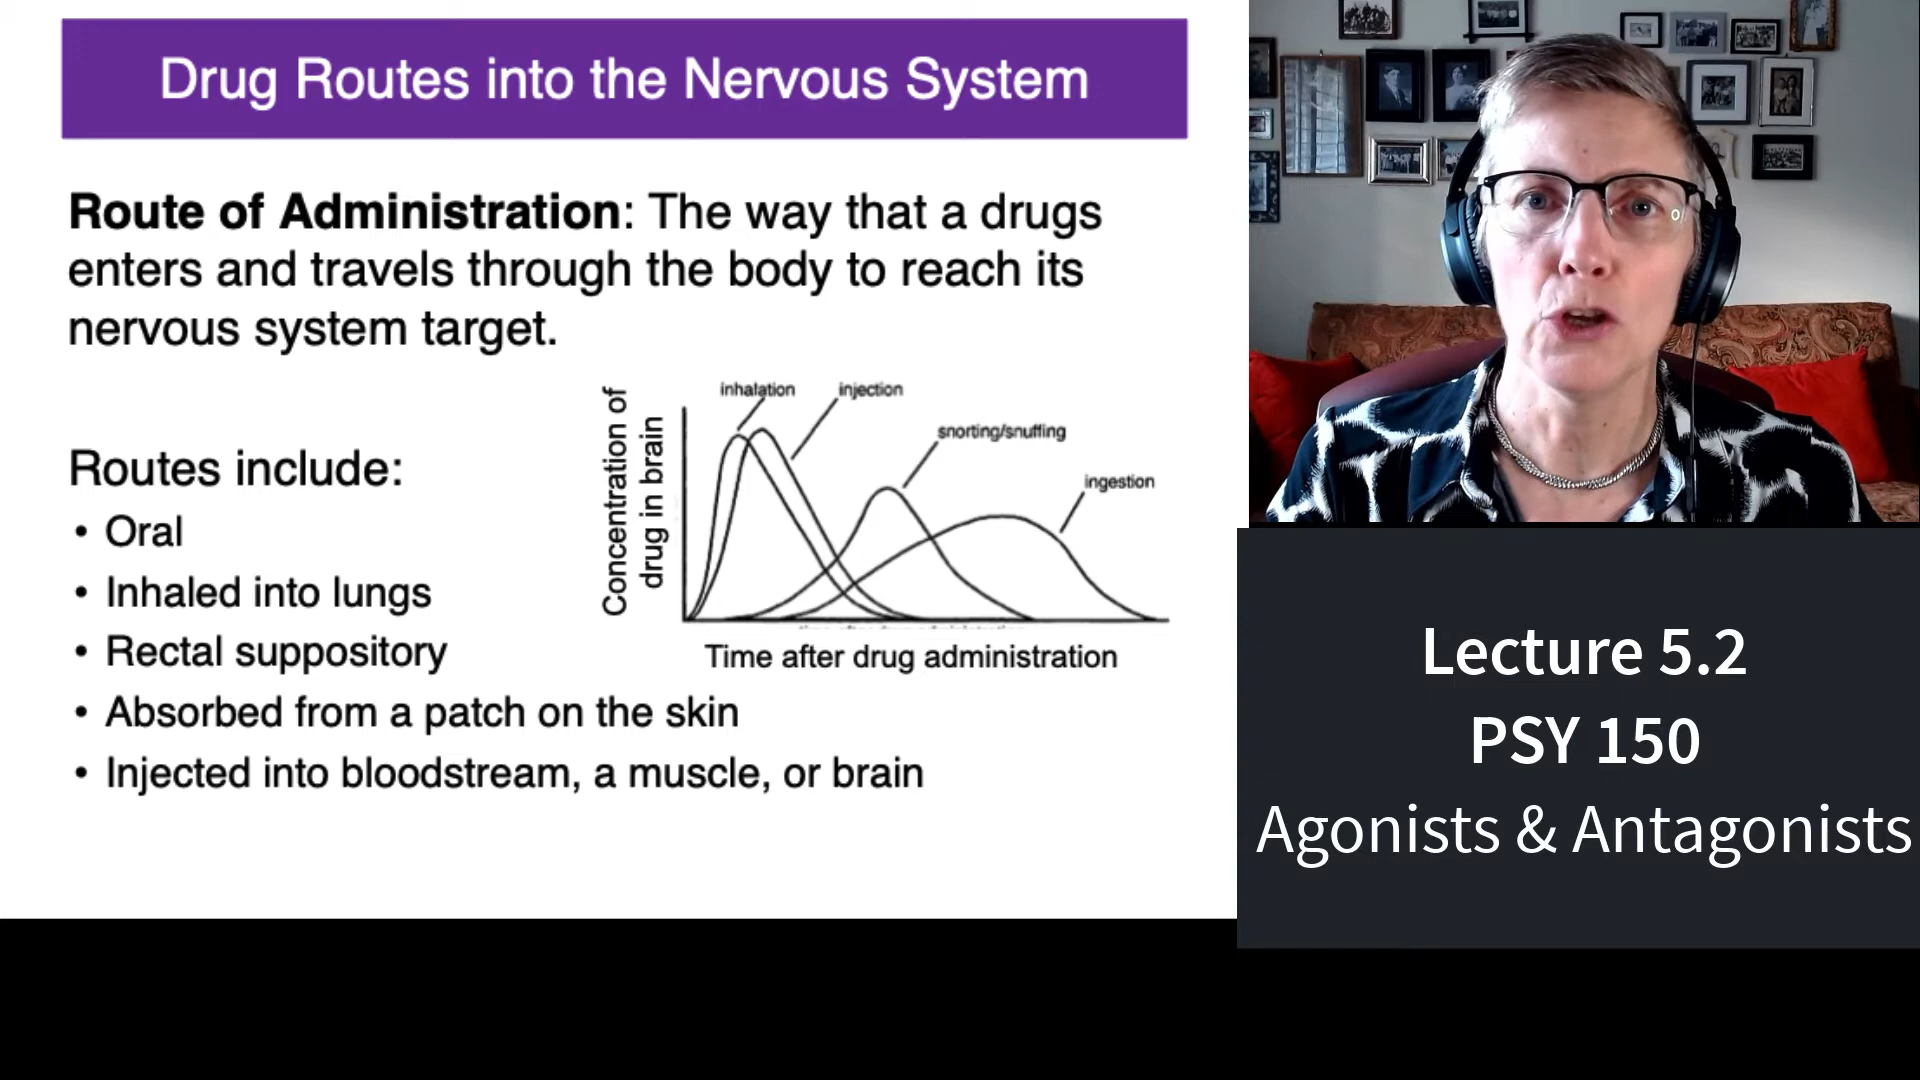 Drug Routes into the Nervous System
Route of Administration: The way that a drugs
enters and travels through the body to reach its
nervous system target.
Routes include:
• Oral
• Inhaled into lungs
• Rectal suppository
• Absorbed from a patch on the skin
• Injected into bloodstream, a muscle, or brain
Concentration of
drug in brain
inhalation
injection
snorting/snuffing
ingestion
Time after drug administration
Lecture 5.2
PSY 150
Agonists & Antagonists